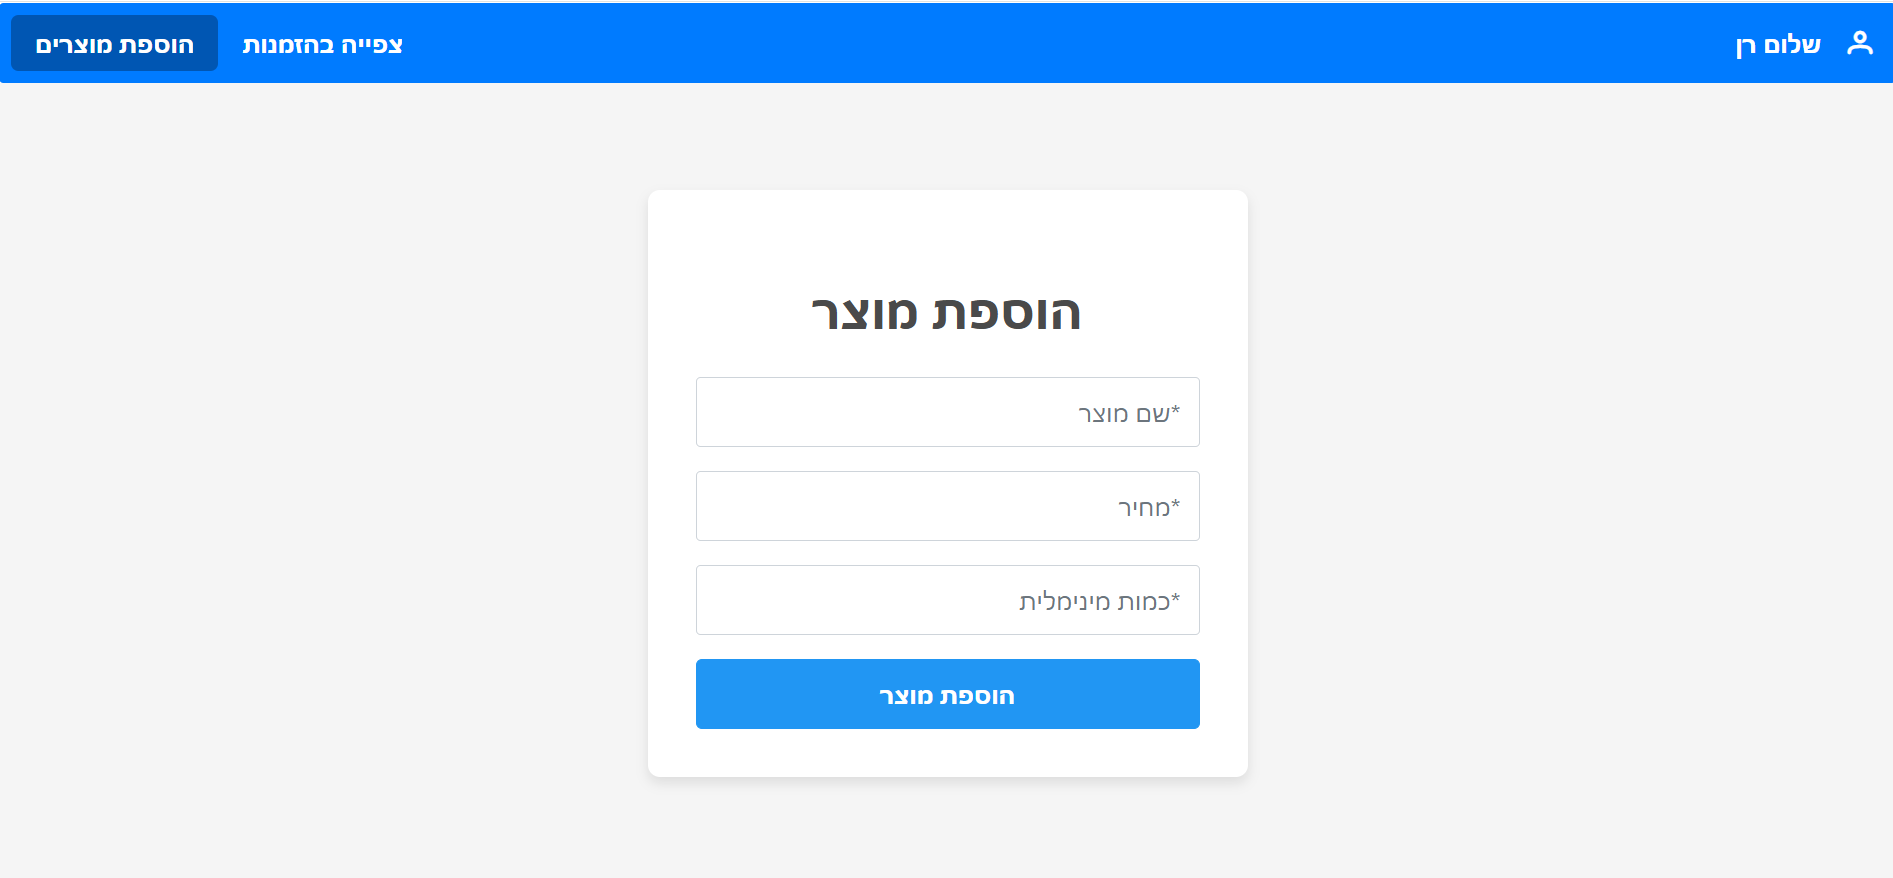 שלום רן
צפייה בהזמנות
הוספת מוצרים
הוספת מוצר
*שם מוצר
*מחיר
*כמות מינימלית
הוספת מוצר